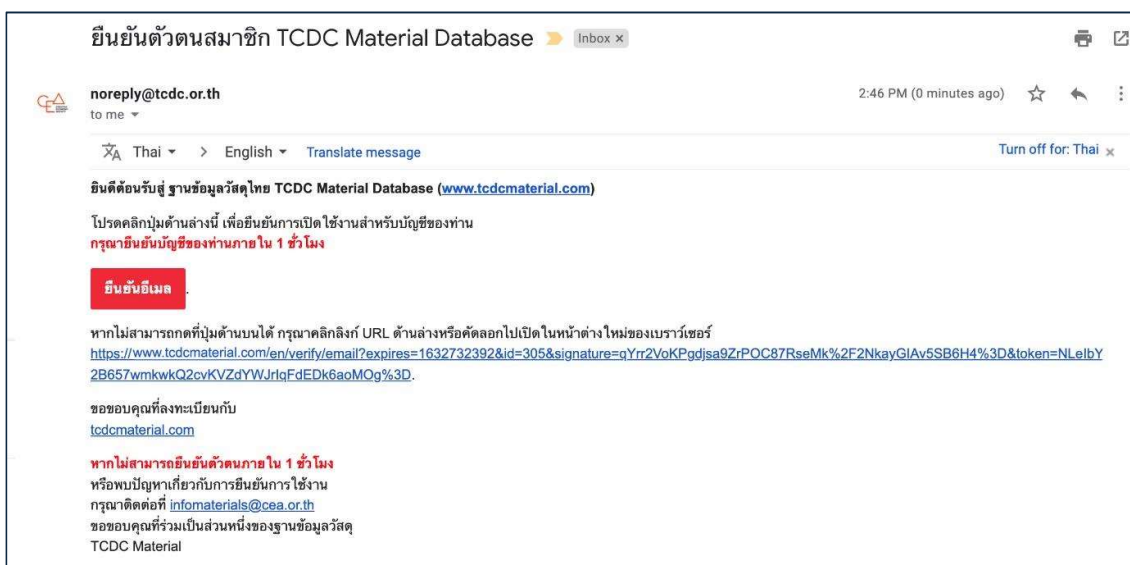 ยืนยันตัวตนสมาชิก TCDC Material Database Inbox ×
CEA
noreply@tcdc.or.th 2:46 PM (0 minutes ago)
to me
Thai > English Translate message Turn off for: Thai ×
ยินดีต้อนรับสู่ ฐานข้อมูลวัสดุไทย TCDC Material Database (www.tcdcmaterial.com)
โปรดคลิกปุ่มด้านล่างนี้ เพื่อยืนยันการเปิดใช้งานสำหรับบัญชีของท่าน
กรุณายืนยันบัญชีของท่านภายใน 1 ชั่วโมง
ยืนยันอีเมล .
หากไม่สามารถกดที่ปุ่มด้านบนได้ กรุณาคลิกลิงก์ URL ด้านล่างหรือคัดลอกไปเปิดในหน้าต่างใหม่ของเบราว์เซอร์
https://www.tcdcmaterial.com/en/verify/email?expires=1632732392&id=305&signature=qYrr2VoKPgdjsa9ZrPOC87RseMk%2F2NkayGIAv5SB6H4%3D&token=NLeIbY
2B657wmkwkQ2cvKVZdYWJrIqFdEDk6aoMOg%3D.
ขอขอบคุณที่ลงทะเบียนกับ
tcdcmaterial.com
หากไม่สามารถยืนยันตัวตนภายใน 1 ชั่วโมง
หรือพบปัญหาเกี่ยวกับการยืนยันการใช้งาน
กรุณาติดต่อที่ infomaterials@cea.or.th
ขอขอบคุณที่ร่วมเป็นส่วนหนึ่งของฐานข้อมูลวัสดุ
TCDC Material